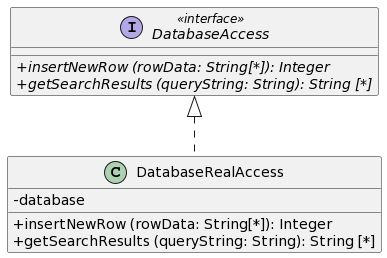 I
«interface»
DatabaseAccess
+insertNewRow (rowData: String[*]): Integer
+getSearchResults (queryString: String): String [*]
C
DatabaseRealAccess
-database
+insertNewRow (rowData: String[*]): Integer
+getSearchResults (queryString: String): String [*]